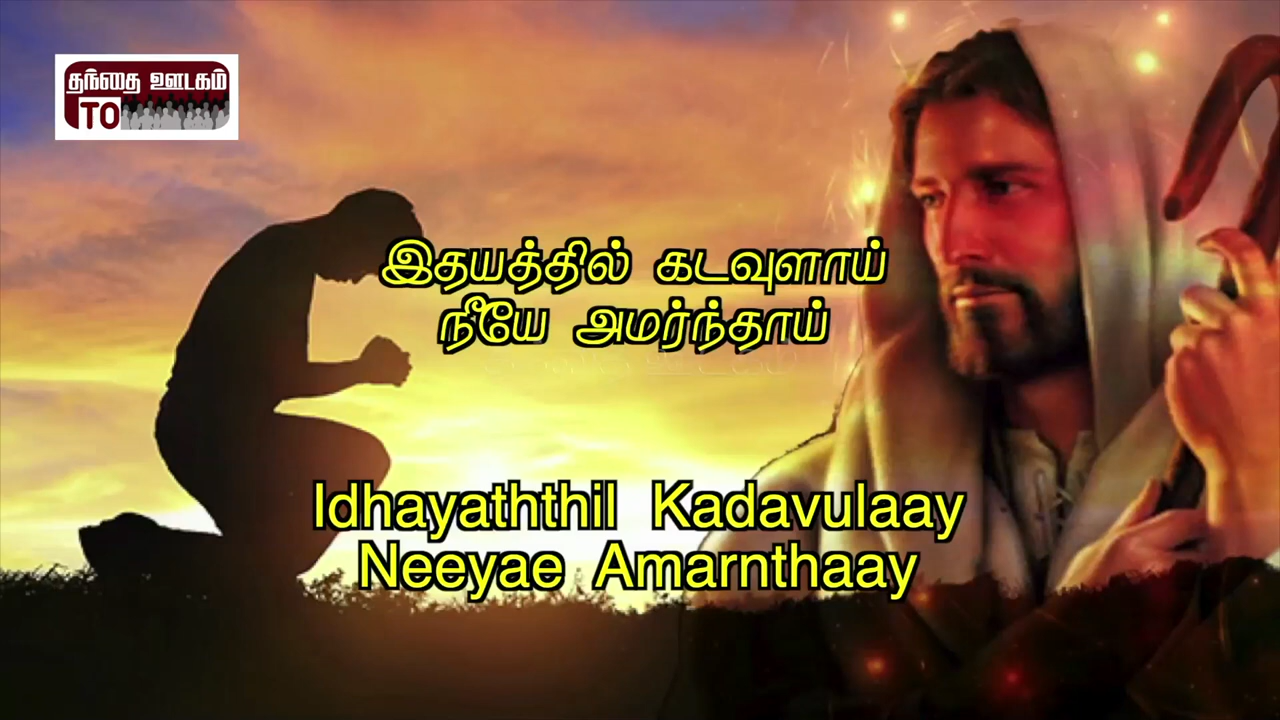 தந்தை ஊடகம்
TO
இதயத்தில் கடவுளாய்
நீயே அமர்ந்தாய்
Idhayaththil Kadavulaay
Neeyae Amarnthaay